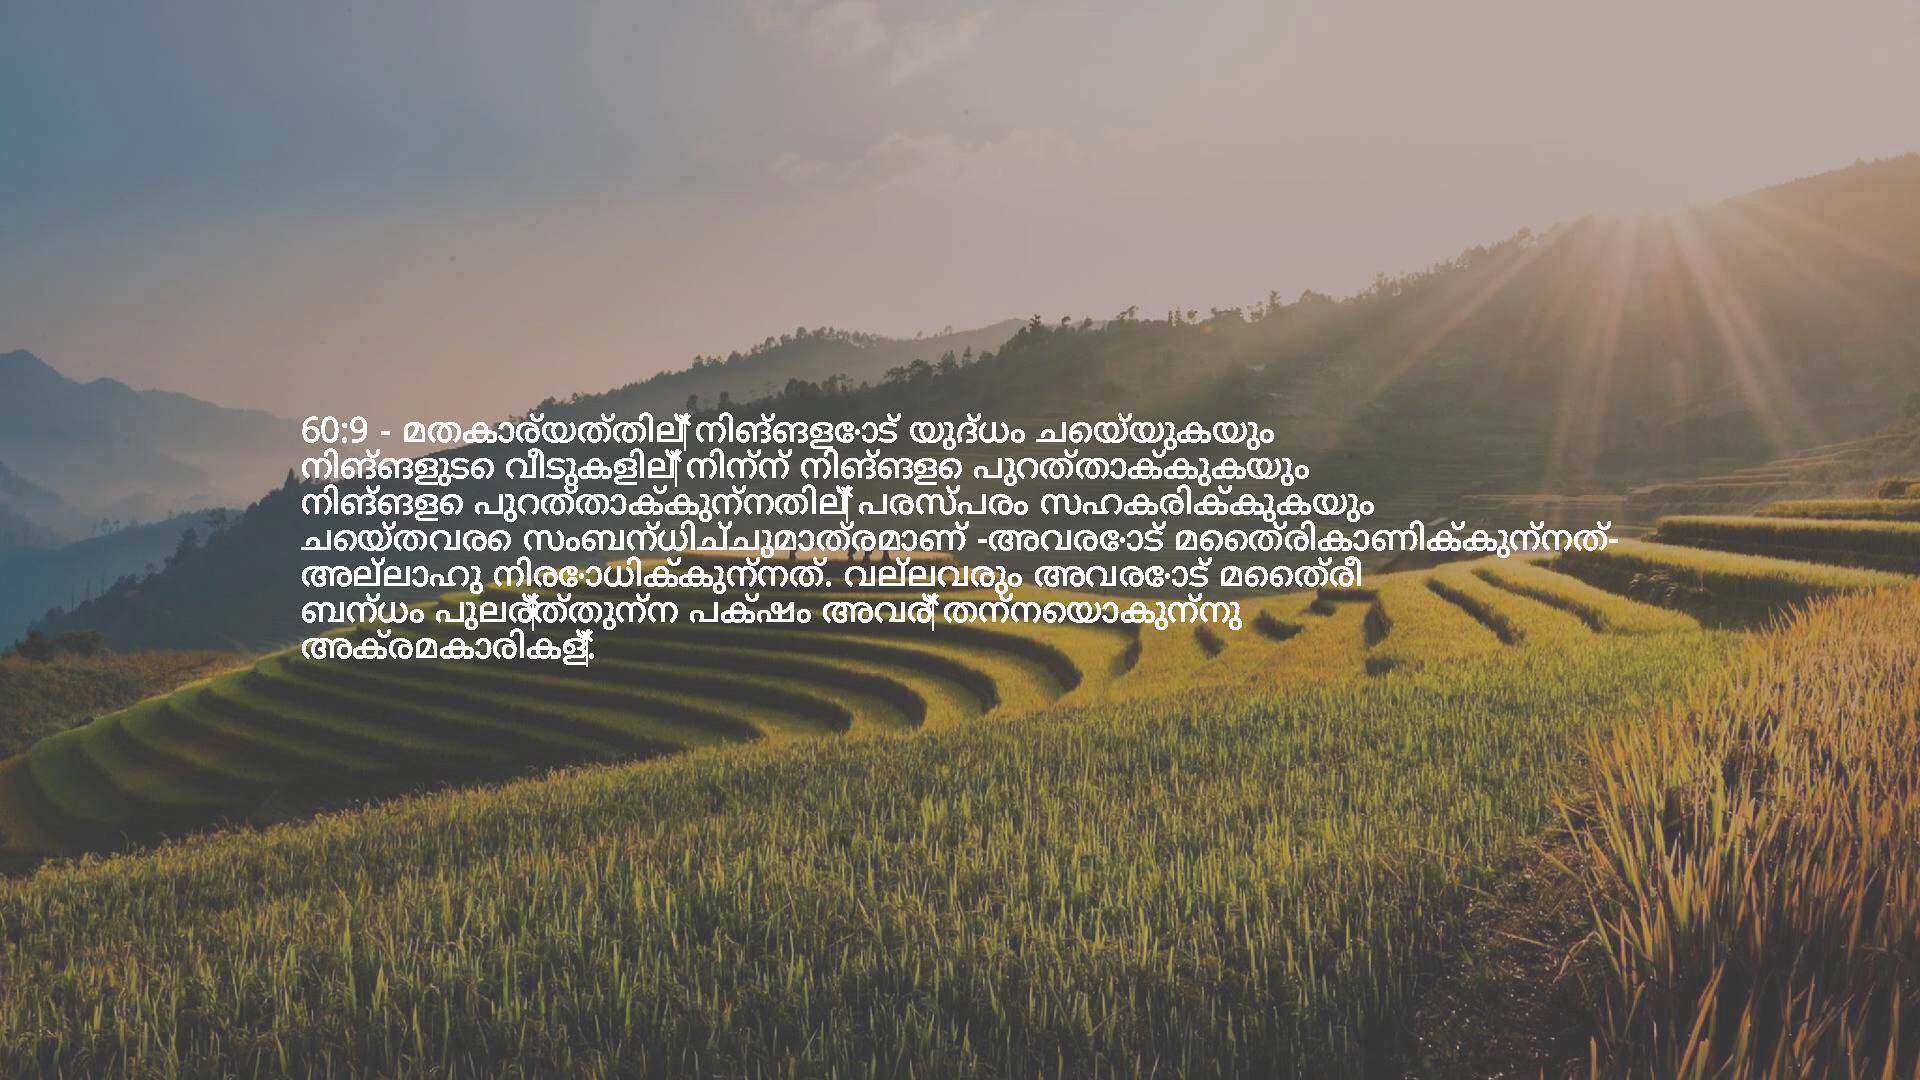 60:9 - മതകാര്യത്തില്‍ നിങ്ങളോട് യുദ്ധം ചെയ്യുകയും
നിങ്ങളുടെ വീടുകളില്‍ നിന്ന് നിങ്ങളെ പുറത്താക്കുകയും
നിങ്ങളെ പുറത്താക്കുന്നതില്‍ പരസ്പരം സഹകരിക്കുകയും
ചെയ്തവരെ സംബന്ധിച്ചുമാത്രമാണ് -അവരോട് മൈത്രികാണിക്കുന്നത്-
അല്ലാഹു നിരോധിക്കുന്നത്. വല്ലവരും അവരോട് മൈത്രീ
ബന്ധം പുലര്‍ത്തുന്ന പക്ഷം അവര്‍ തന്നെയാകുന്നു
അക്രമകാരികള്‍.